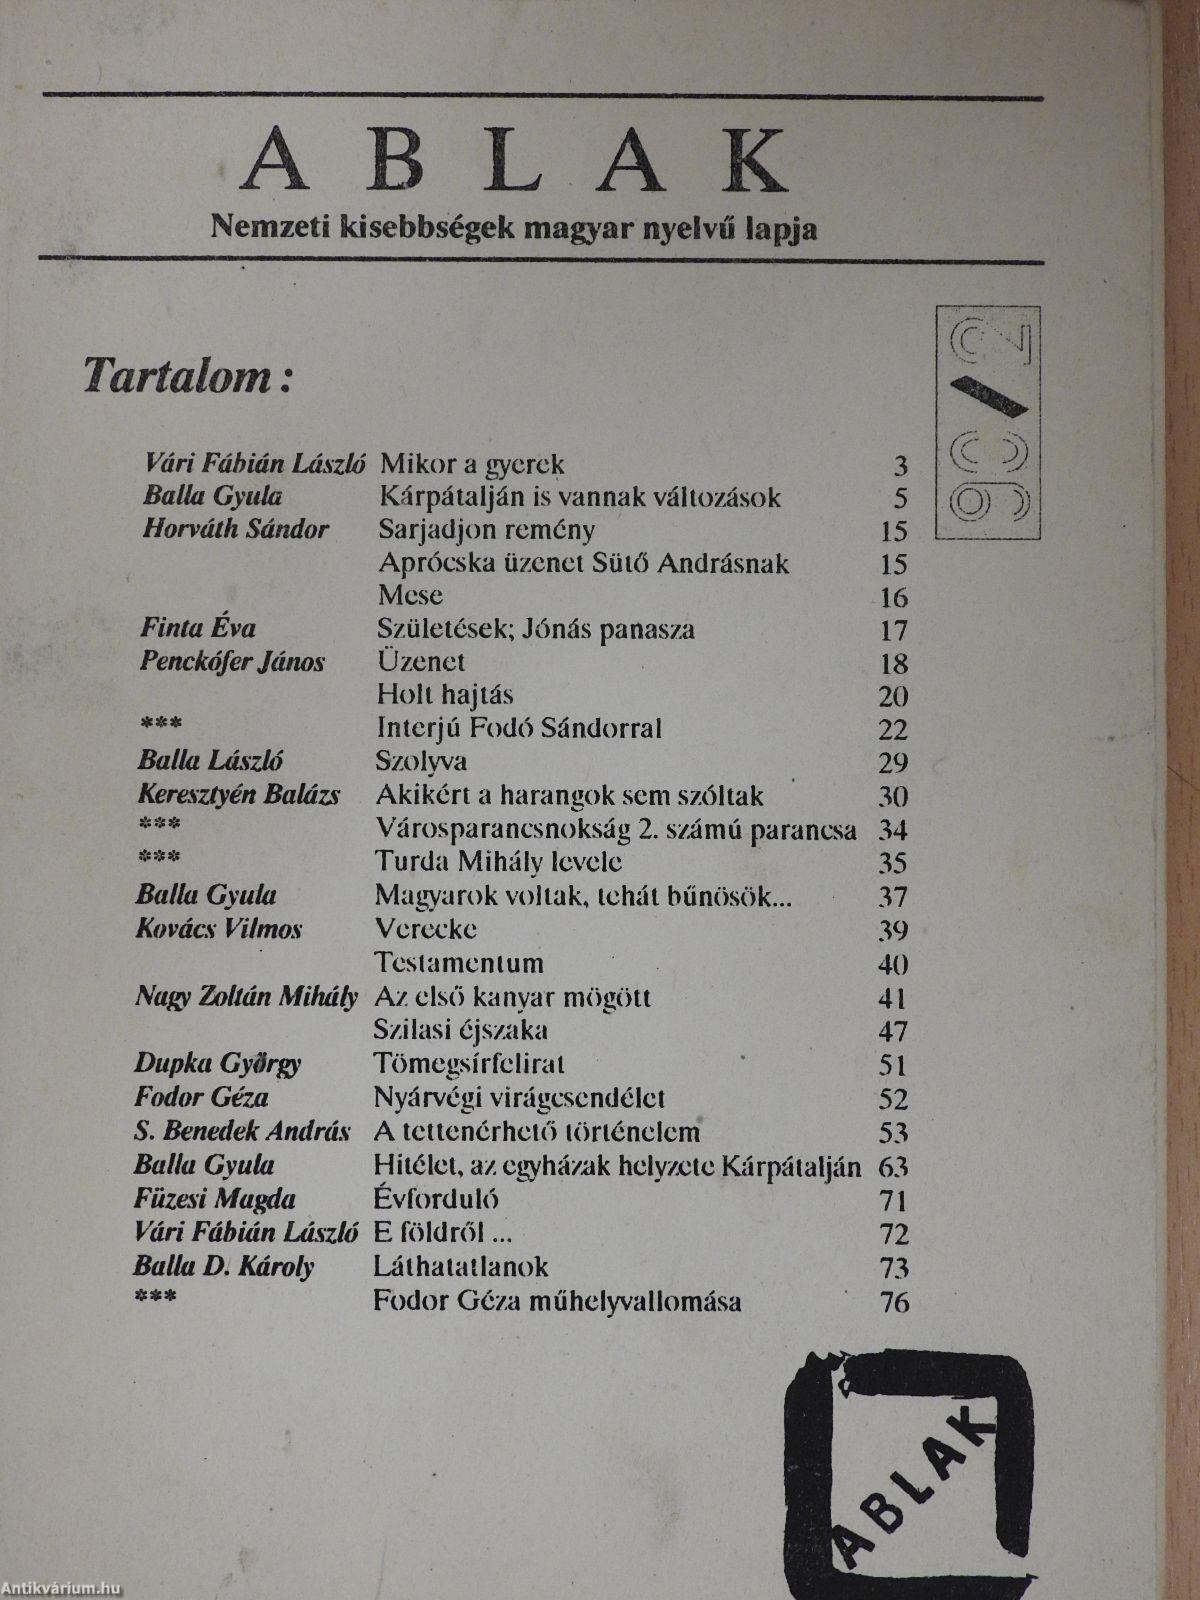 A B L A K
Nemzeti kisebbségek magyar nyelvű lapja
90/2
Tartalom:
Vári Fábián László Mikor a gyerek 3
Balla Gyula Kárpátalján is vannak változások 5
Horváth Sándor Sarjadjon remény 15
Aprócska üzenet Sütő Andrásnak 15
Mese 16
Finta Éva Születések; Jónás panasza 17
Penckófer János Üzenet 18
Holt hajtás 20
*** Interjú Fodó Sándorral 22
Balla László Szolyva 29
Keresztyén Balázs Akikért a harangok sem szóltak 30
*** Városparancsnokság 2. számú parancsa 34
*** Turda Mihály levele 35
Balla Gyula Magyarok voltak, tehát bűnösök... 37
Kovács Vilmos Verecke 39
Testamentum 40
Nagy Zoltán Mihály Az első kanyar mögött 41
Szilasi éjszaka 47
Dupka György Tömegsírfelirat 51
Fodor Géza Nyárvégi virágcsendélet 52
S. Benedek András A tettenérhető történelem 53
Balla Gyula Hitélet, az egyházak helyzete Kárpátalján 63
Füzesi Magda Évforduló 71
Vári Fábián László E földről ... 72
Balla D. Károly Láthatatlanok 73
*** Fodor Géza műhelyvallomása 76
ABLAK
Antikvárium.hu